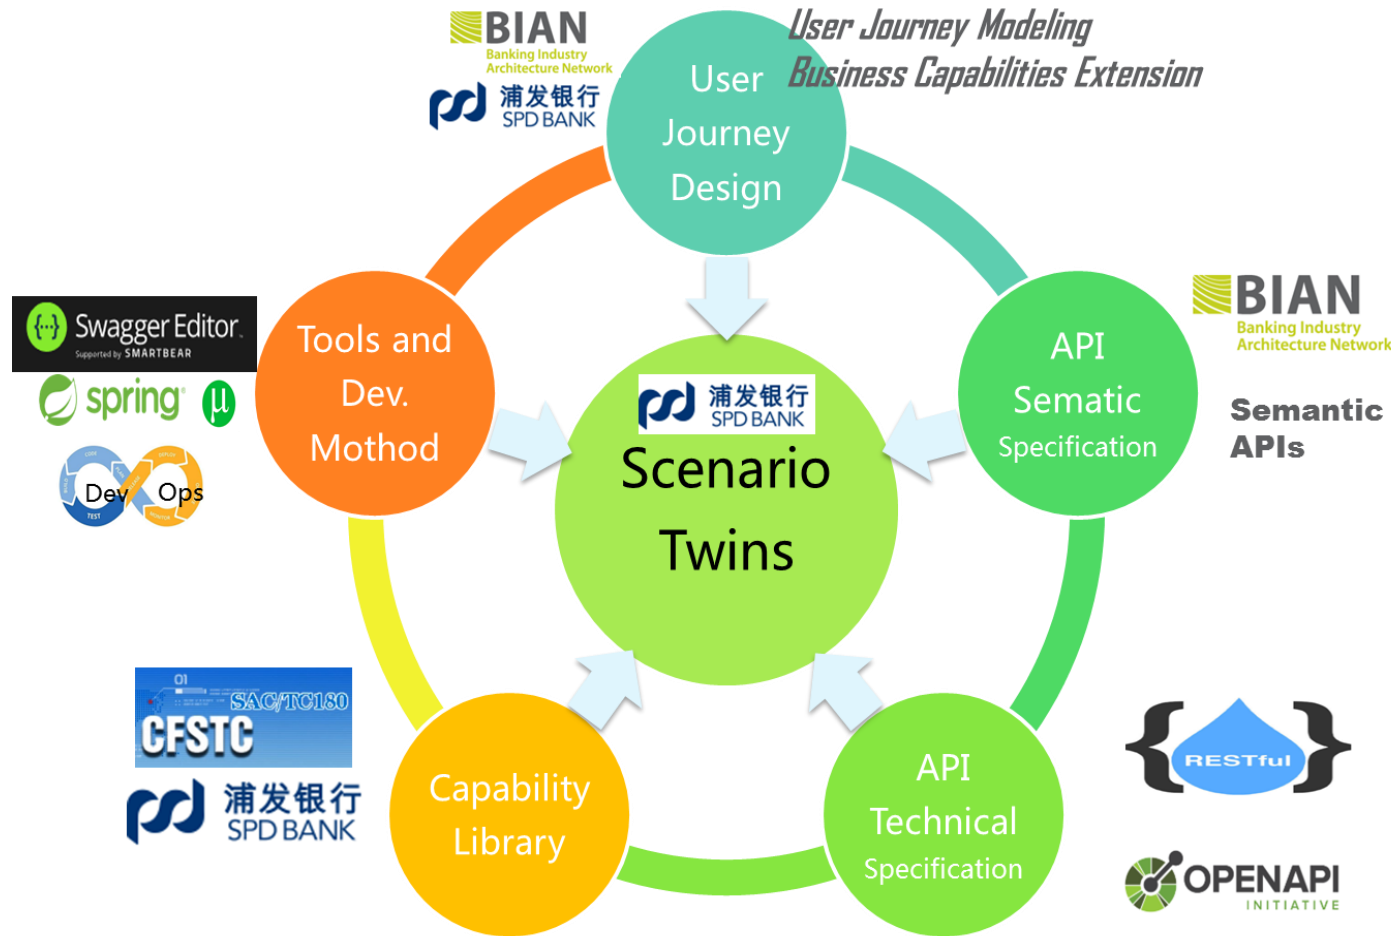 BIAN
Banking Industry
Architecture Network
浦发银行
SPD BANK
User Journey Modeling
Business Capabilities Extension
User
Journey
Design
Swagger Editor
Supported by SMARTBEAR
spring
µ
Dev Ops
TEST
Tools and
Dev.
Mothod
浦发银行
SPD BANK
Scenario
Twins
API
Sematic
Specification
BIAN
Banking Industry
Architecture Network
Semantic
APIs
01
SAC/TC180
CFSTC
浦发银行
SPD BANK
Capability
Library
API
Technical
Specification
{RESTful}
OPENAPI
INITIATIVE